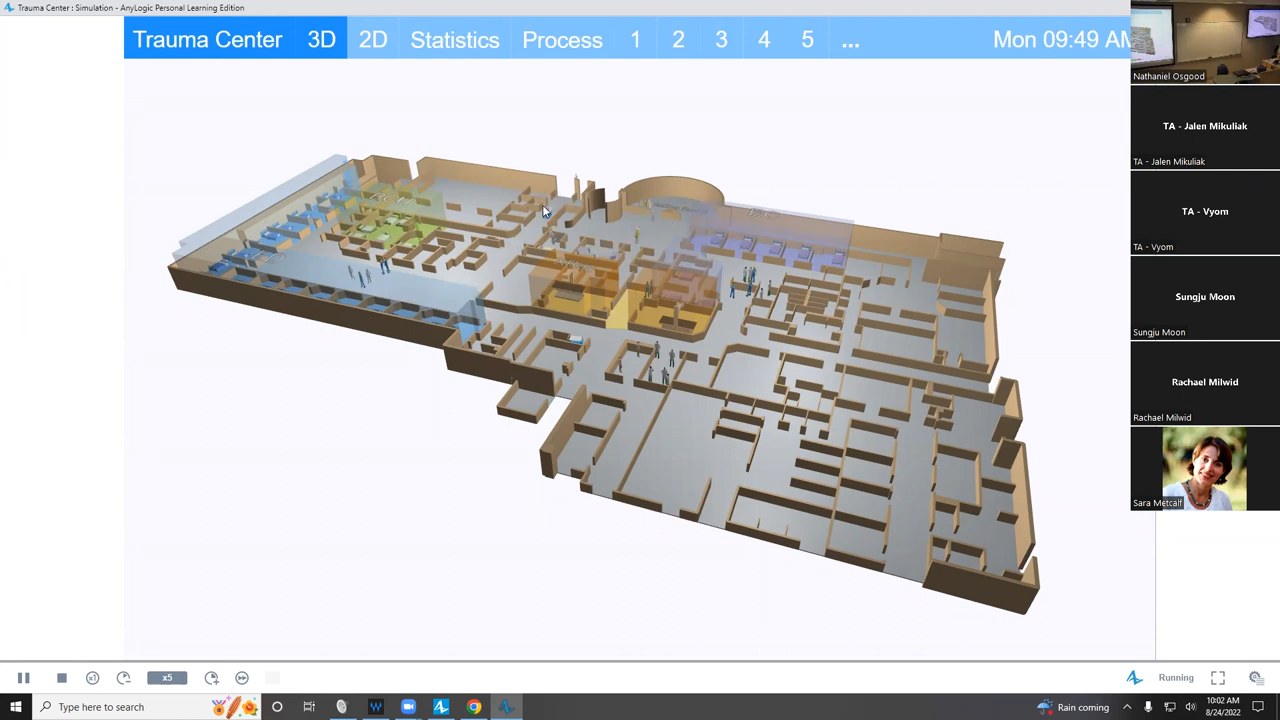 Trauma Center : Simulation - AnyLogic Personal Learning Edition
Trauma Center 3D 2D Statistics Process 1 2 3 4 5 ... Mon 09:49 AM
Nathaniel Osgood
TA - Jalen Mikuliak
TA - Jalen Mikuliak
TA - Vyom
TA - Vyom
Sungju Moon
Sungju Moon
Rachael Milwid
Rachael Milwid
Sara Metcalf
x1 x5 Running
Type here to search
Rain coming
10:02 AM
8/24/2022